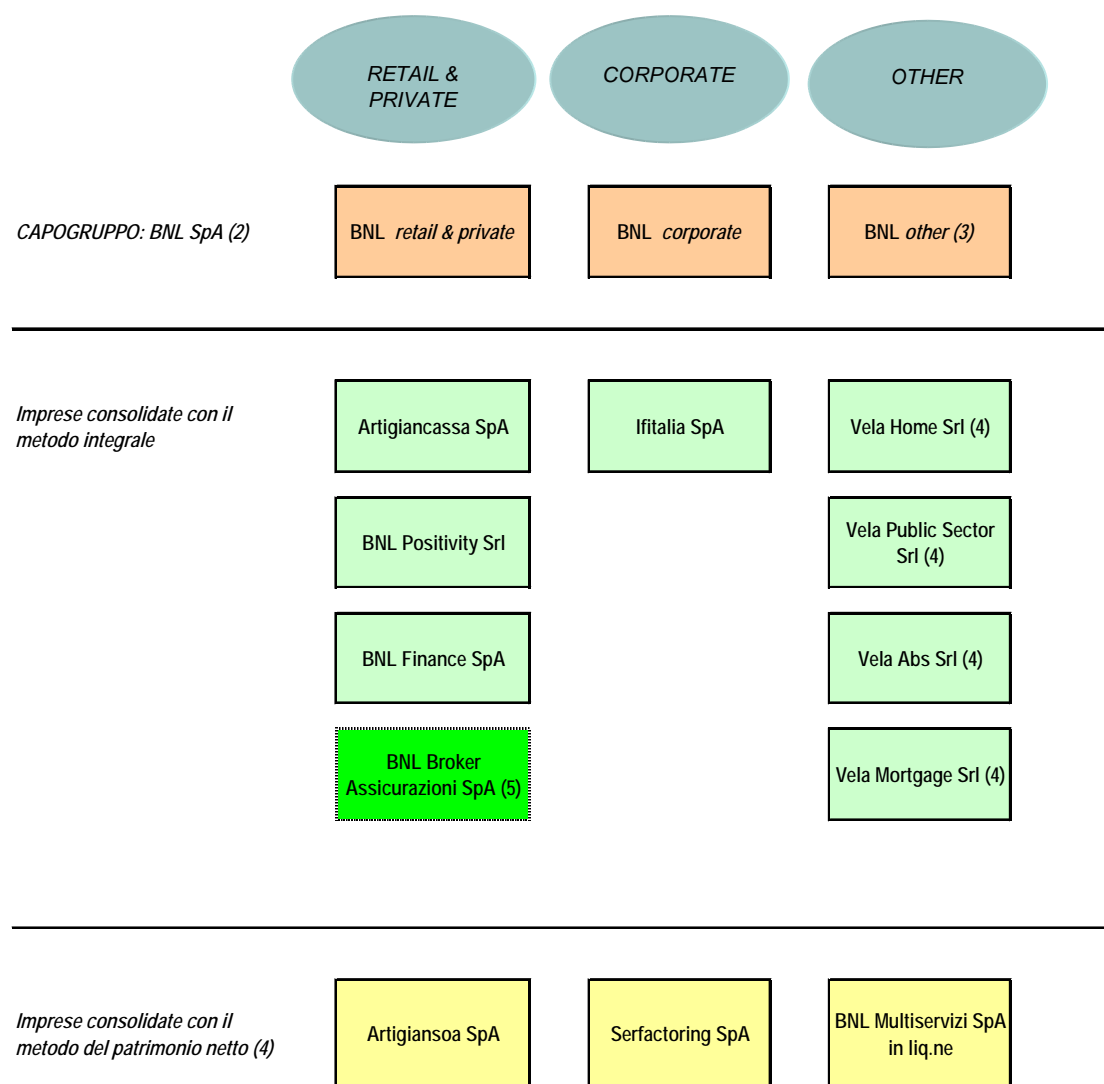 RETAIL &
PRIVATE
CORPORATE
OTHER
CAPOGRUPPO: BNL SpA (2)
BNL retail & private
BNL corporate
BNL other (3)
Imprese consolidate con il
metodo integrale
Artigiancassa SpA
Ifitalia SpA
Vela Home Srl (4)
BNL Positivity Srl
Vela Public Sector
Srl (4)
BNL Finance SpA
Vela Abs Srl (4)
BNL Broker
Assicurazioni SpA (5)
Vela Mortgage Srl (4)
Imprese consolidate con il
metodo del patrimonio netto (4)
Artigiansoa SpA
Serfactoring SpA
BNL Multiservizi SpA
in liq.ne